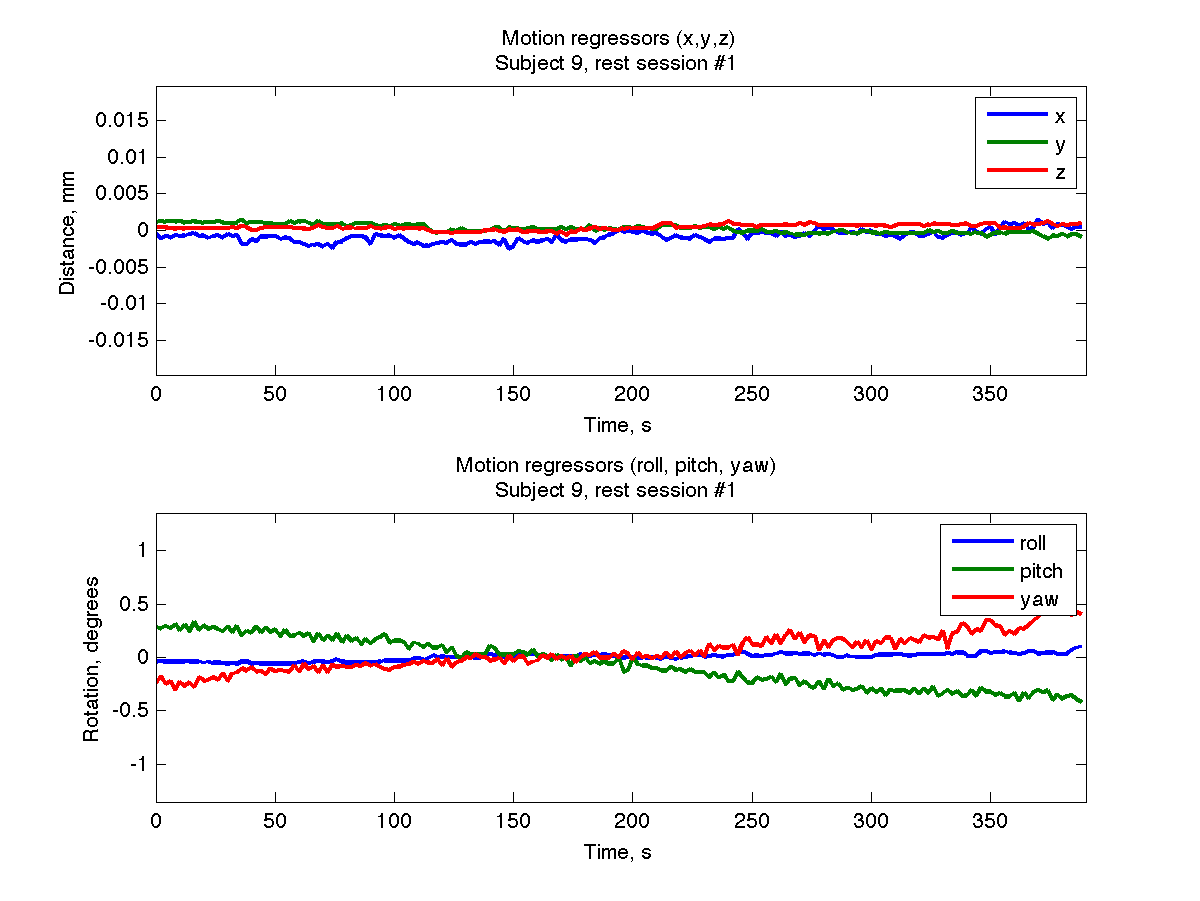 Motion regressors (x,y,z)
Subject 9, rest session #1
0.015
0.01
0.005
0
-0.005
-0.01
-0.015
Distance, mm
x
y
z
0 50 100 150 200 250 300 350
Time, s
Motion regressors (roll, pitch, yaw)
Subject 9, rest session #1
1
0.5
0
-0.5
-1
Rotation, degrees
roll
pitch
yaw
0 50 100 150 200 250 300 350
Time, s